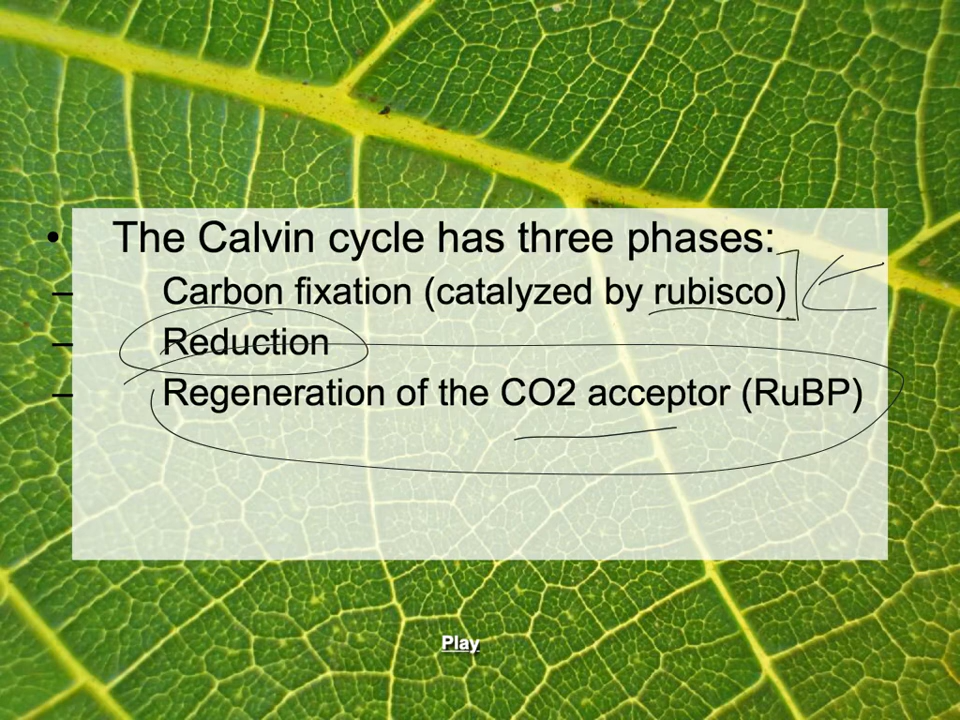 • The Calvin cycle has three phases:
– Carbon fixation (catalyzed by rubisco)
– Reduction
– Regeneration of the CO2 acceptor (RuBP)
Play